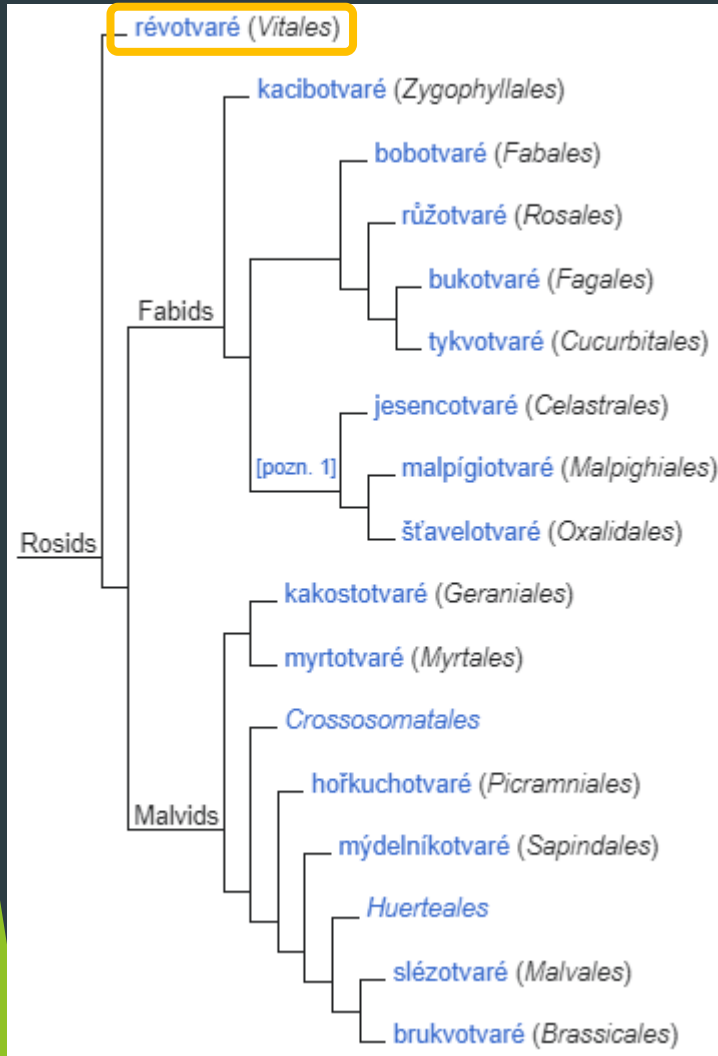 révotvaré (Vitales)
kacibotvaré (Zygophyllales)
bobotvaré (Fabales)
růžotvaré (Rosales)
bukotvaré (Fagales)
Fabids
tykvotvaré (Cucurbitales)
jesencotvaré (Celastrales)
[pozn. 1]
malpígiotvaré (Malpighiales)
šťavelotvaré (Oxalidales)
Rosids
kakostotvaré (Geraniales)
myrtotvaré (Myrtales)
Crossosomatales
hořkuchotvaré (Picramniales)
Malvids
mýdelníkotvaré (Sapindales)
Huerteales
slézotvaré (Malvales)
brukvotvaré (Brassicales)